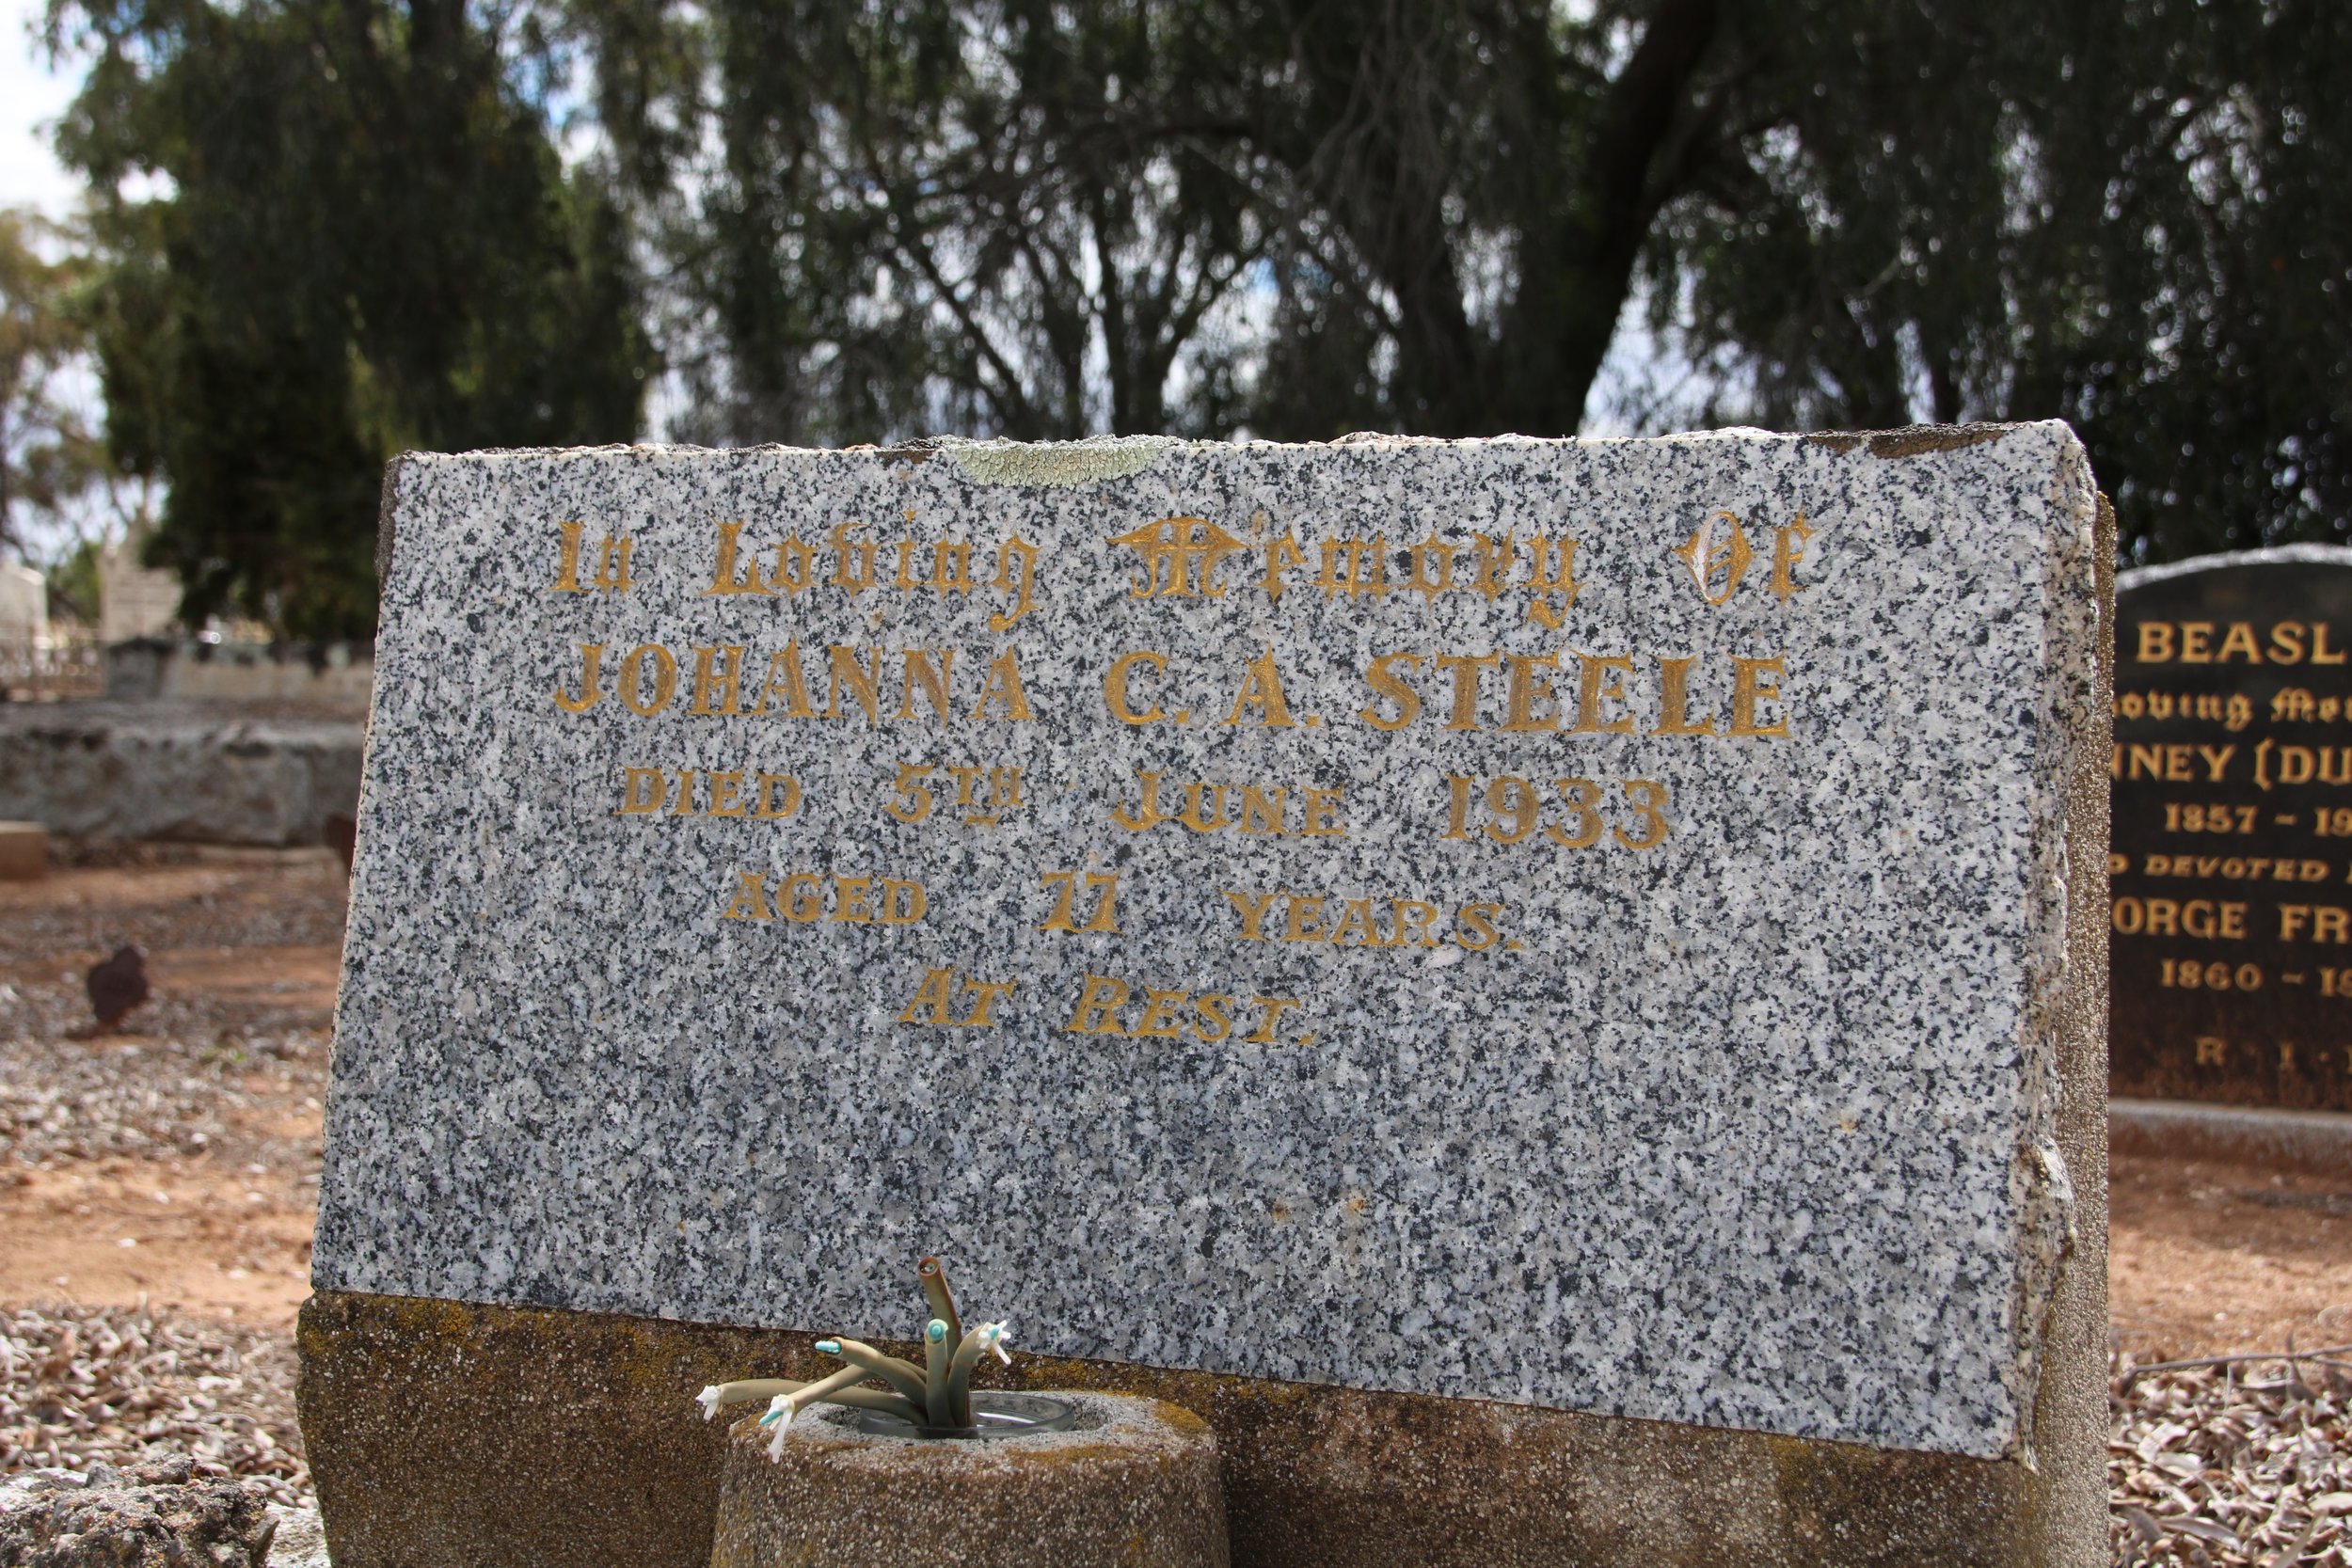 In Loving Memory Of
JOHANNA C. A. STEELE
DIED 5TH JUNE 1933
AGED 77 YEARS.
AT REST.
BEASL
oving Me
NNEY (DU
1857 - 19
DEVOTED
ORGE FR
1860 - 1
R . I .